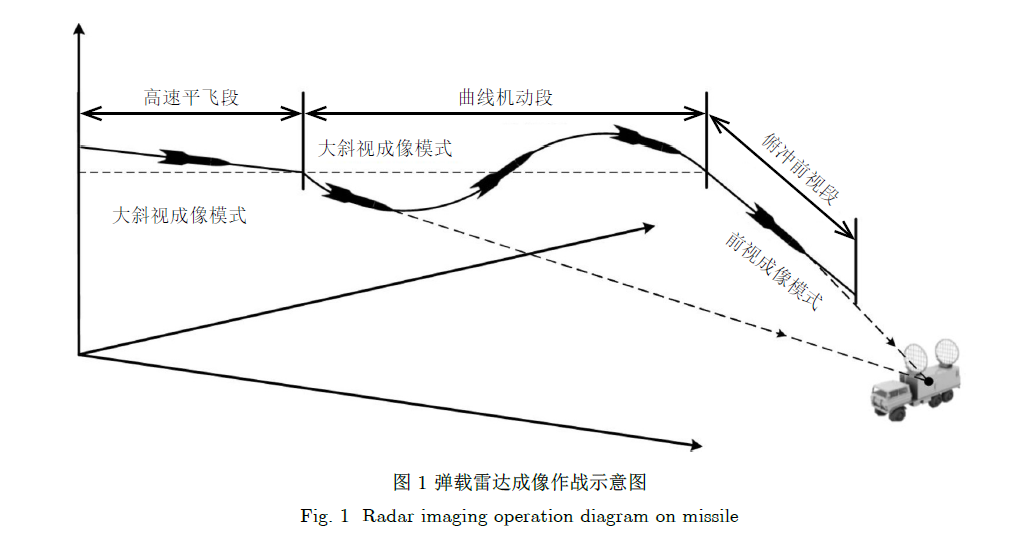 高速平飞段
曲线机动段
大斜视成像模式
俯冲前视段
大斜视成像模式
前视成像模式
图 1 弹载雷达成像作战示意图
Fig. 1 Radar imaging operation diagram on missile